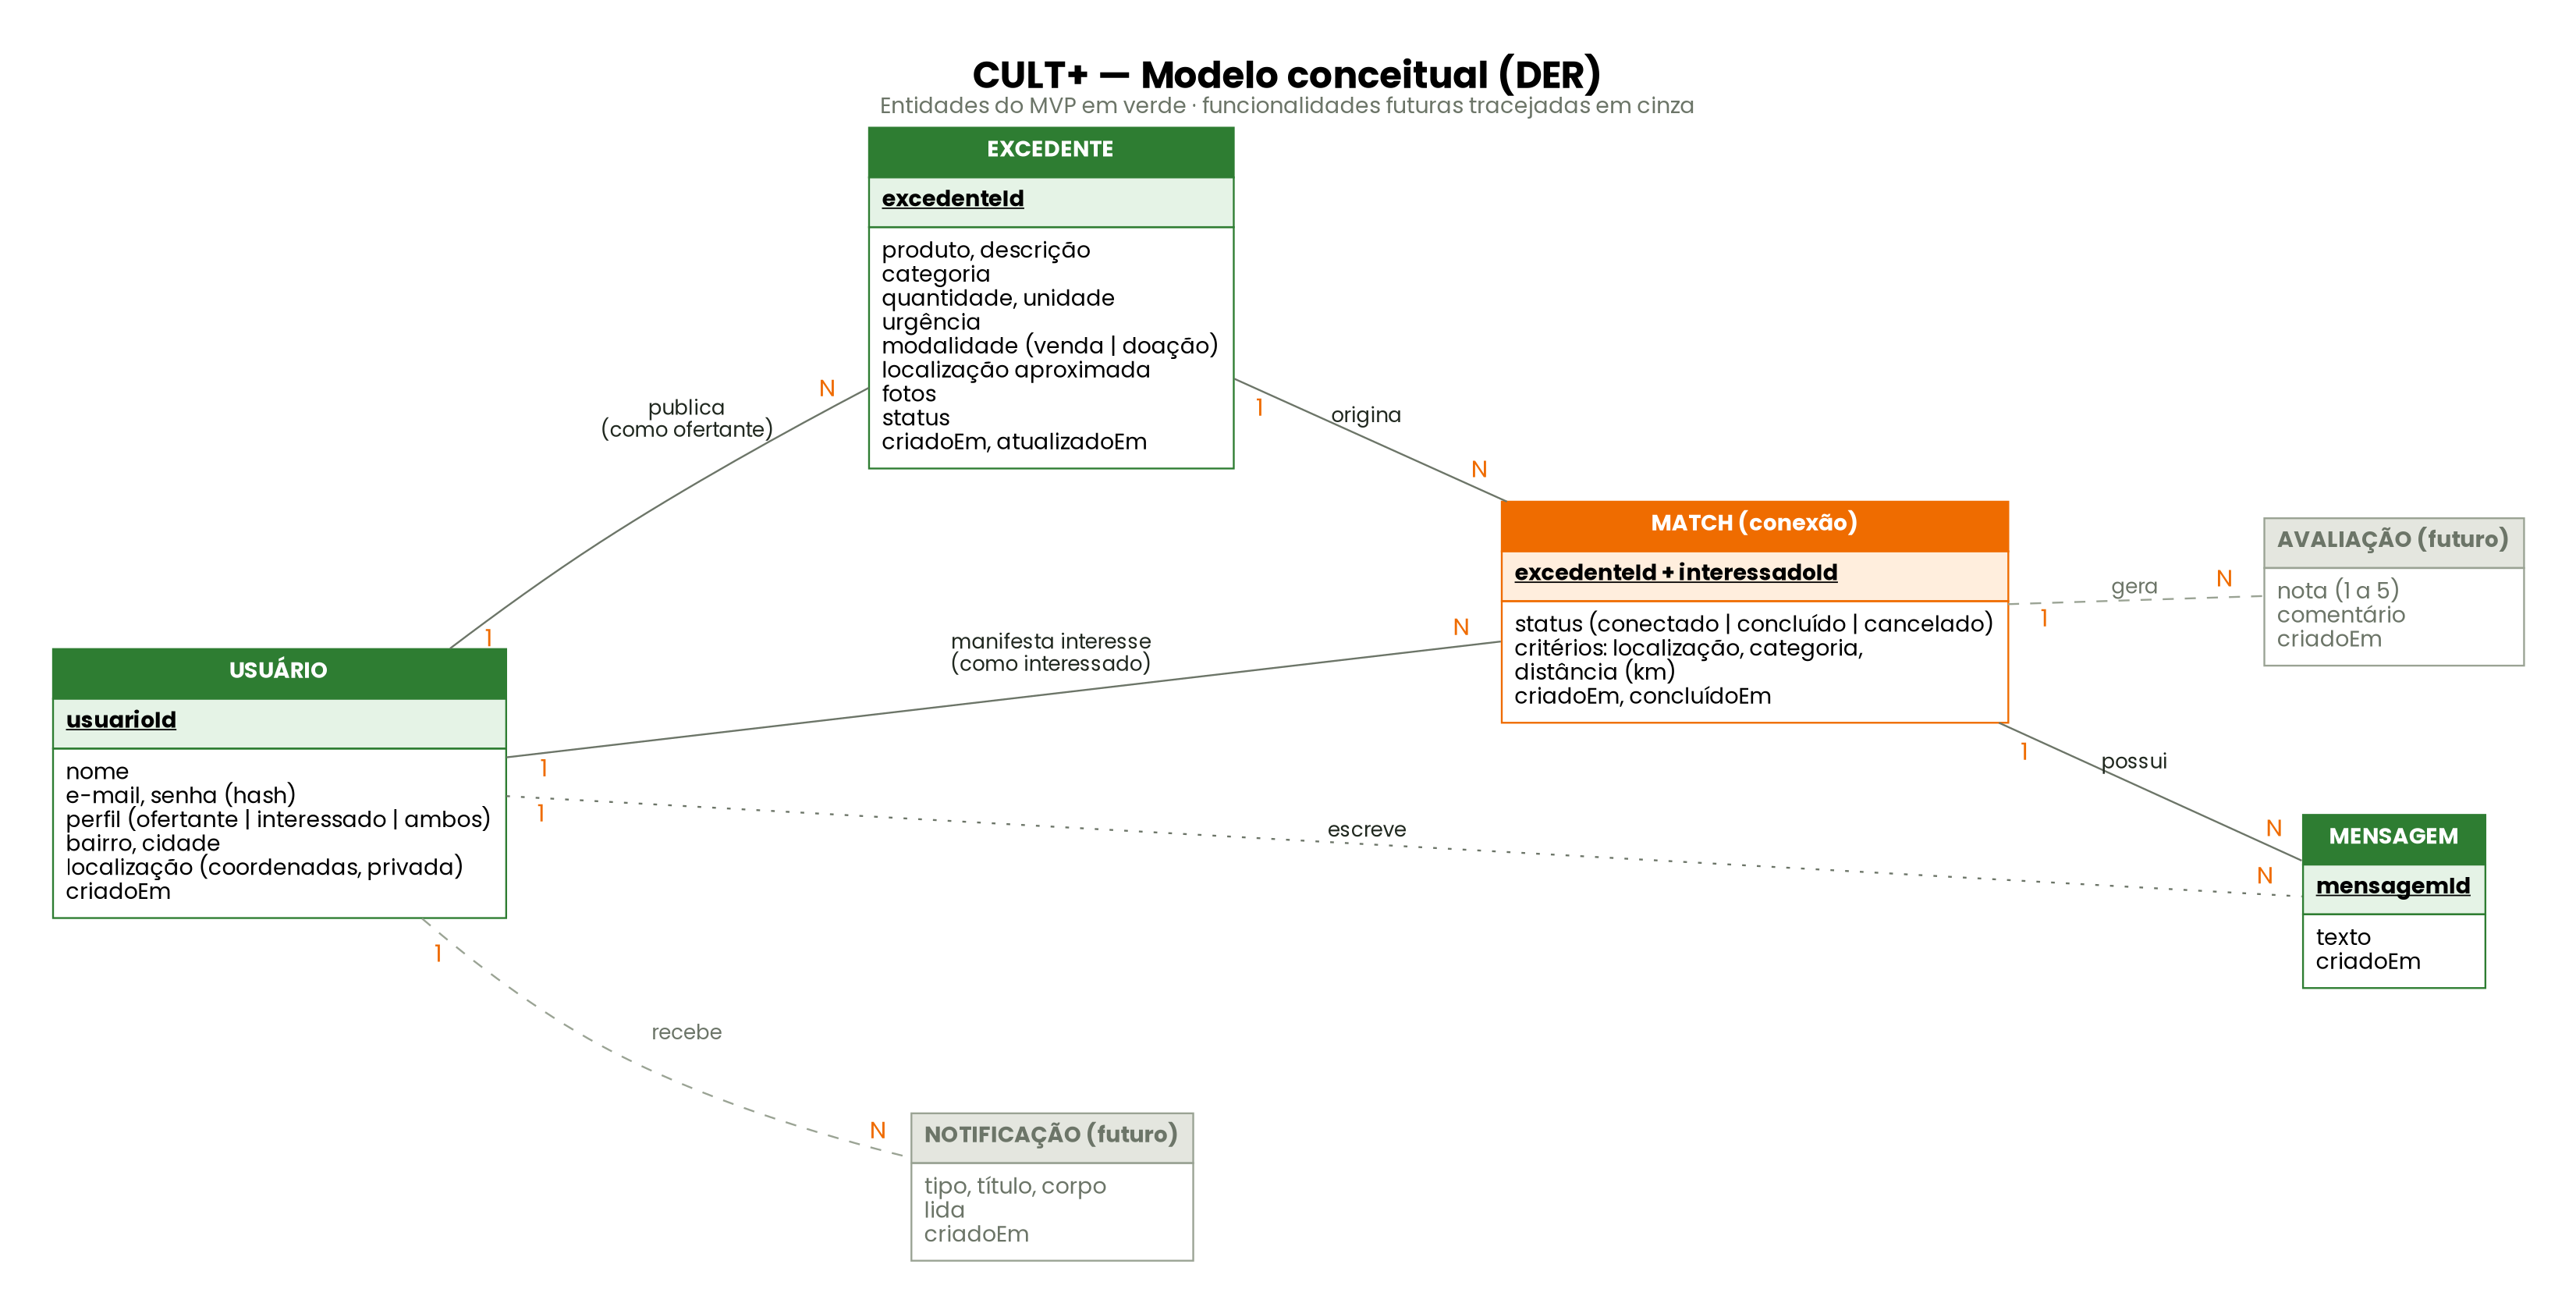 CULT+ — Modelo conceitual (DER)
Entidades do MVP em verde · funcionalidades futuras tracejadas em cinza
EXCEDENTE
excedenteId
produto, descrição
categoria
quantidade, unidade
urgência
modalidade (venda | doação)
localização aproximada
fotos
status
criadoEm, atualizadoEm
N
publica
(como ofertante)
1
1
origina
N
MATCH (conexão)
excedenteId + interessadoId
status (conectado | concluído | cancelado)
critérios: localização, categoria,
distância (km)
criadoEm, concluídoEm
AVALIAÇÃO (futuro)
nota (1 a 5)
comentário
criadoEm
gera
N
1
manifesta interesse
(como interessado)
N
1
USUÁRIO
usuarioId
nome
e-mail, senha (hash)
perfil (ofertante | interessado | ambos)
bairro, cidade
localização (coordenadas, privada)
criadoEm
1
escreve
N
1
possui
N
MENSAGEM
mensagemId
texto
criadoEm
1
recebe
N
NOTIFICAÇÃO (futuro)
tipo, título, corpo
lida
criadoEm